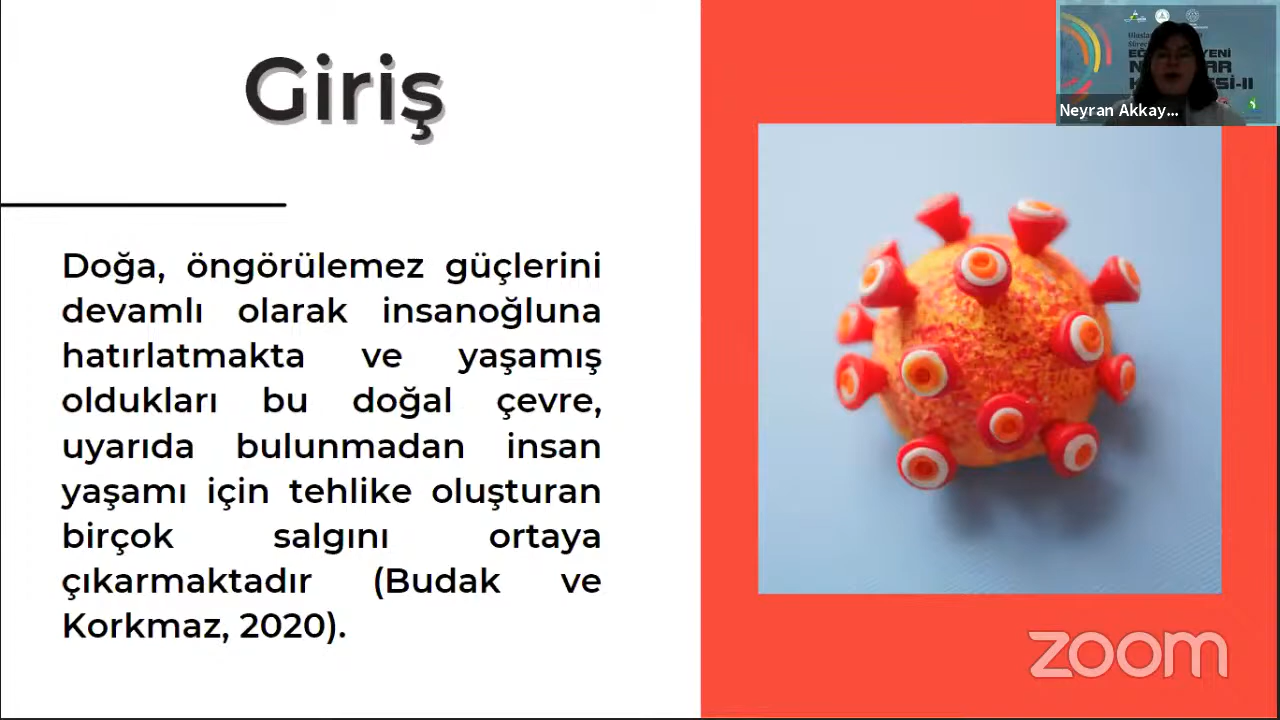 Giriş
Doğa, öngörülemez güçlerini
devamlı olarak insanoğluna
hatırlatmakta ve yaşamış
oldukları bu doğal çevre,
uyarıda bulunmadan insan
yaşamı için tehlike oluşturan
birçok salgını ortaya
çıkarmaktadır (Budak ve
Korkmaz, 2020).
Neyran Akkay...
zoom